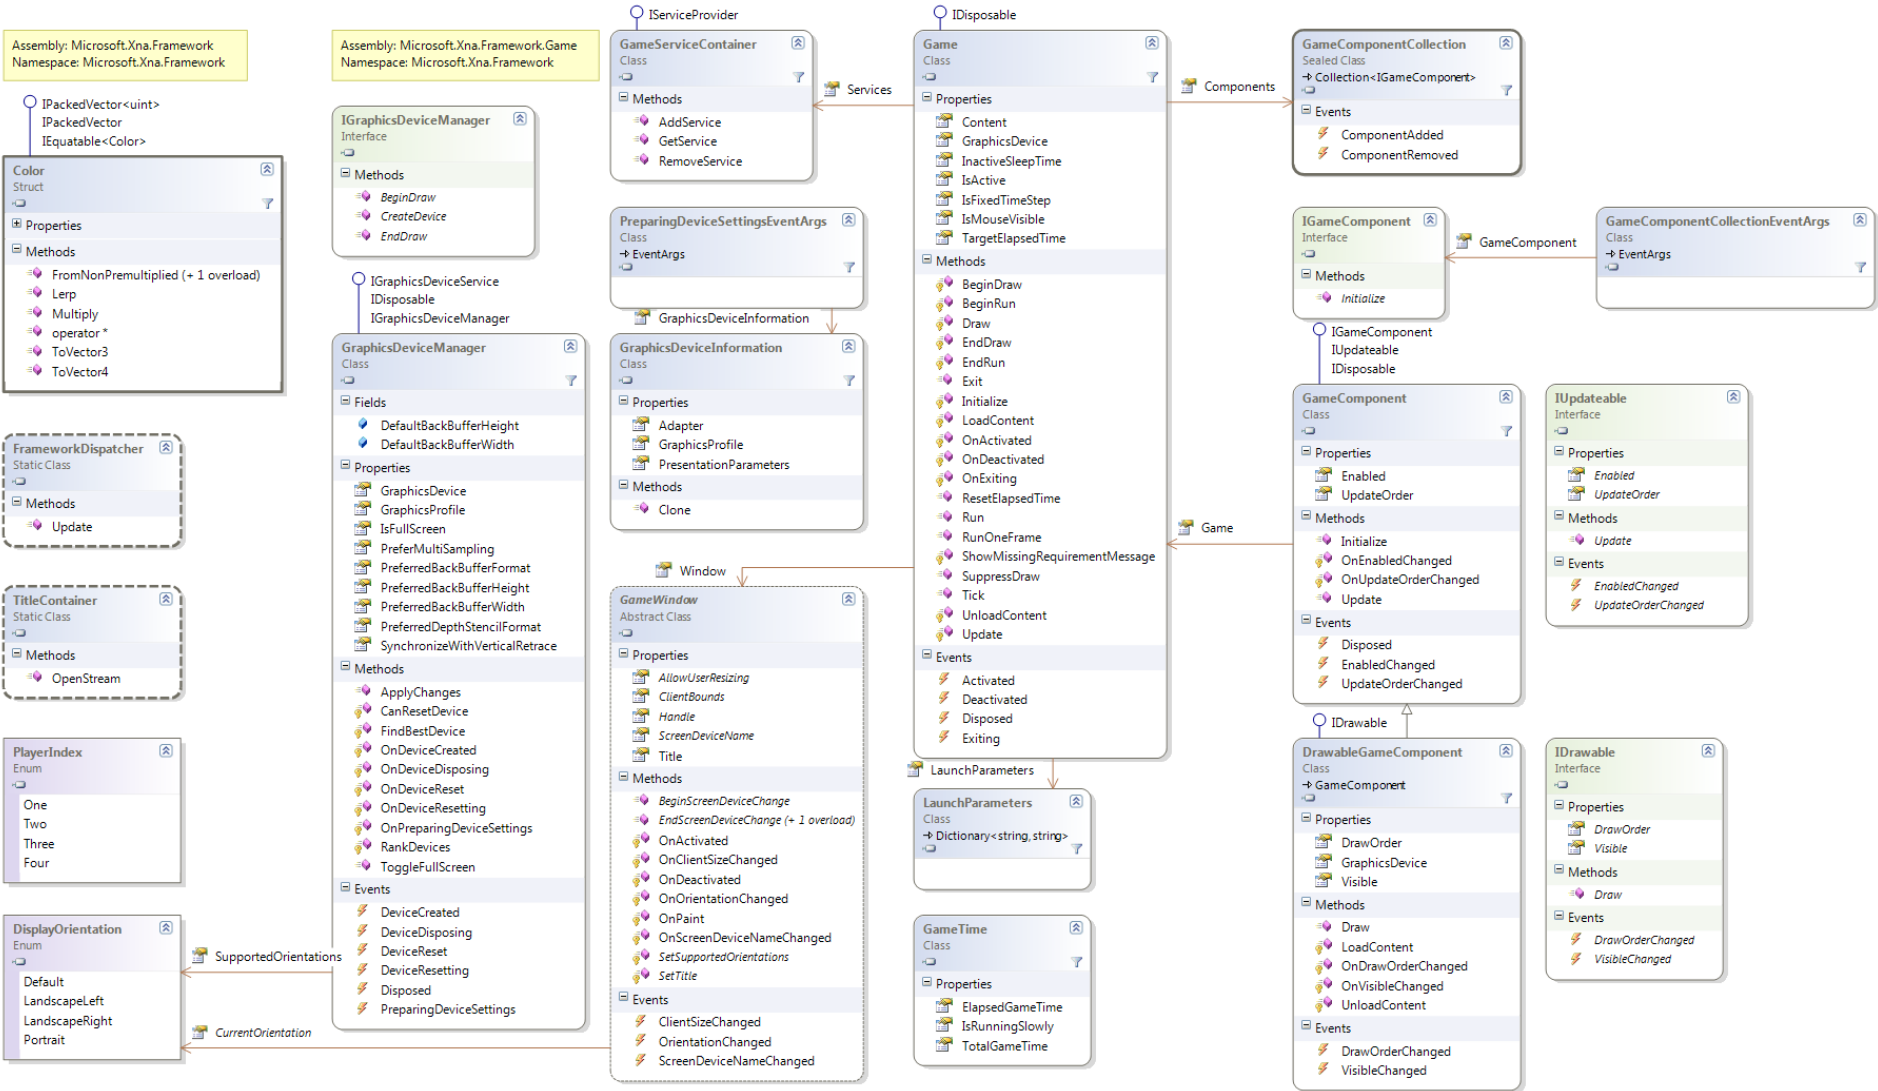 Assembly: Microsoft.Xna.Framework
Namespace: Microsoft.Xna.Framework
IPackedVector<uint>
IPackedVector
IEquatable<Color>
Color
Struct
Properties
Methods
FromNonPremultiplied (+ 1 overload)
Lerp
Multiply
operator *
ToVector3
ToVector4
FrameworkDispatcher
Static Class
Methods
Update
TitleContainer
Static Class
Methods
OpenStream
PlayerIndex
Enum
One
Two
Three
Four
DisplayOrientation
Enum
Default
LandscapeLeft
LandscapeRight
Portrait
SupportedOrientations
CurrentOrientation
Assembly: Microsoft.Xna.Framework.Game
Namespace: Microsoft.Xna.Framework
IGraphicsDeviceManager
Interface
Methods
BeginDraw
CreateDevice
EndDraw
IGraphicsDeviceService
IDisposable
IGraphicsDeviceManager
GraphicsDeviceManager
Class
Fields
DefaultBackBufferHeight
DefaultBackBufferWidth
Properties
GraphicsDevice
GraphicsProfile
IsFullScreen
PreferMultiSampling
PreferredBackBufferFormat
PreferredBackBufferHeight
PreferredBackBufferWidth
PreferredDepthStencilFormat
SynchronizeWithVerticalRetrace
Methods
ApplyChanges
CanResetDevice
FindBestDevice
OnDeviceCreated
OnDeviceDisposing
OnDeviceReset
OnDeviceResetting
OnPreparingDeviceSettings
RankDevices
ToggleFullScreen
Events
DeviceCreated
DeviceDisposing
DeviceReset
DeviceResetting
Disposed
PreparingDeviceSettings
IServiceProvider
GameServiceContainer
Class
Methods
AddService
GetService
RemoveService
Services
PreparingDeviceSettingsEventArgs
Class
EventArgs
GraphicsDeviceInformation
GraphicsDeviceInformation
Class
Properties
Adapter
GraphicsProfile
PresentationParameters
Methods
Clone
Window
GameWindow
Abstract Class
Properties
AllowUserResizing
ClientBounds
Handle
ScreenDeviceName
Title
Methods
BeginScreenDeviceChange
EndScreenDeviceChange (+ 1 overload)
OnActivated
OnClientSizeChanged
OnDeactivated
OnOrientationChanged
OnPaint
OnScreenDeviceNameChanged
SetSupportedOrientations
SetTitle
Events
ClientSizeChanged
OrientationChanged
ScreenDeviceNameChanged
IDisposable
Game
Class
Properties
Content
GraphicsDevice
InactiveSleepTime
IsActive
IsFixedTimeStep
IsMouseVisible
TargetElapsedTime
Methods
BeginDraw
BeginRun
Draw
EndDraw
EndRun
Exit
Initialize
LoadContent
OnActivated
OnDeactivated
OnExiting
ResetElapsedTime
Run
RunOneFrame
ShowMissingRequirementMessage
SuppressDraw
Tick
UnloadContent
Update
Events
Activated
Deactivated
Disposed
Exiting
LaunchParameters
LaunchParameters
Class
Dictionary<string, string>
GameTime
Class
Properties
ElapsedGameTime
IsRunningSlowly
TotalGameTime
Components
GameComponentCollection
Sealed Class
Collection<IGameComponent>
Events
ComponentAdded
ComponentRemoved
IGameComponent
Interface
Methods
Initialize
GameComponent
GameComponentCollectionEventArgs
Class
EventArgs
IGameComponent
IUpdateable
IDisposable
GameComponent
Class
Properties
Enabled
UpdateOrder
Methods
Initialize
OnEnabledChanged
OnUpdateOrderChanged
Update
Events
Disposed
EnabledChanged
UpdateOrderChanged
Game
IUpdateable
Interface
Properties
Enabled
UpdateOrder
Methods
Update
Events
EnabledChanged
UpdateOrderChanged
IDrawable
DrawableGameComponent
Class
GameComponent
Properties
DrawOrder
GraphicsDevice
Visible
Methods
Draw
LoadContent
OnDrawOrderChanged
OnVisibleChanged
UnloadContent
Events
DrawOrderChanged
VisibleChanged
IDrawable
Interface
Properties
DrawOrder
Visible
Methods
Draw
Events
DrawOrderChanged
VisibleChanged